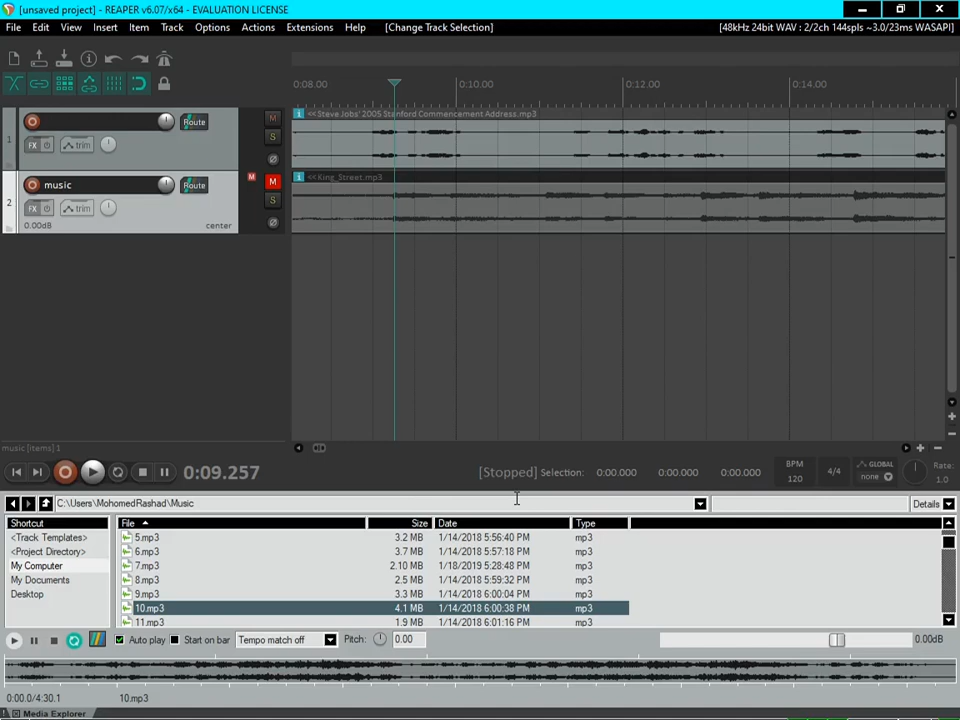 [unsaved project] - REAPER v6.07/x64 - EVALUATION LICENSE
File Edit View Insert Item Track Options Actions Extensions Help [Change Track Selection] [48kHz 24bit WAV : 2/2ch 144spls ~3.0/23ms WASAPI]
0:08.00 0:10.00 0:12.00 0:14.00
1 Route M
FX trim S
<<Steve Jobs' 2005 Stanford Commencement Address.mp3
2 music Route M M
FX trim S
0.00dB center
<<King_Street.mp3
music [items] 1
0:09.257 [Stopped] Selection: 0:00.000 0:00.000 0:00.000 BPM 120 4/4 GLOBAL none Rate: 1.0
C:\Users\MohomedRashad\Music Details
Shortcut File Size Date Type
<Track Templates> 5.mp3 3.2 MB 1/14/2018 5:56:40 PM mp3
<Project Directory> 6.mp3 3.7 MB 1/14/2018 5:57:18 PM mp3
My Computer 7.mp3 2.10 MB 1/18/2019 5:28:48 PM mp3
My Documents 8.mp3 2.5 MB 1/14/2018 5:59:32 PM mp3
Desktop 9.mp3 3.3 MB 1/14/2018 6:00:04 PM mp3
10.mp3 4.1 MB 1/14/2018 6:00:38 PM mp3
11.mp3 1.9 MB 1/14/2018 6:01:16 PM mp3
Auto play Start on bar Tempo match off Pitch: 0.00 0.00dB
0:00.0/4:30.1 10.mp3
Media Explorer